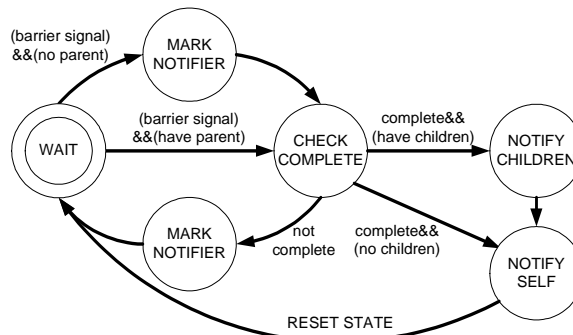 (barrier signal)
&&(no parent)
MARK
NOTIFIER
WAIT
(barrier signal)
&&(have parent)
CHECK
COMPLETE
complete&&
(have children)
NOTIFY
CHILDREN
MARK
NOTIFIER
not
complete
complete&&
(no children)
NOTIFY
SELF
RESET STATE